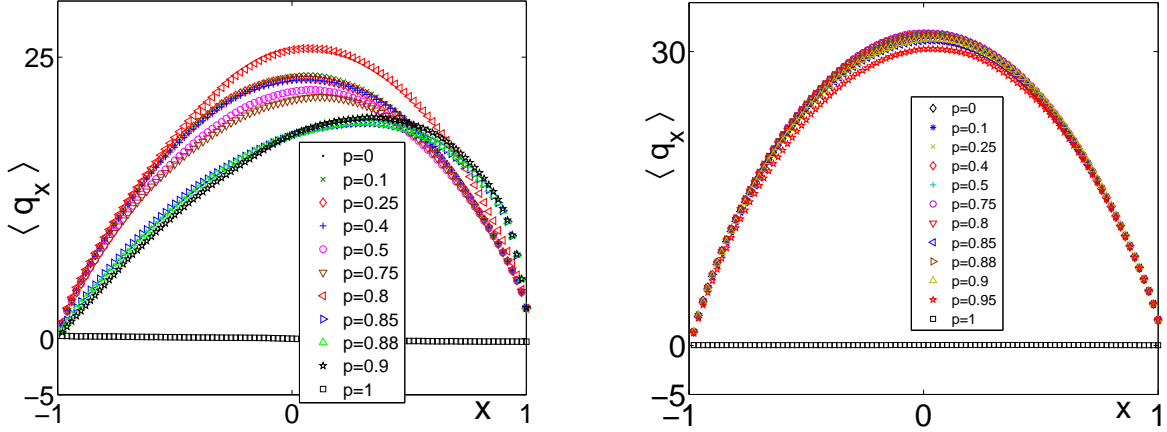 25
0
−5
−1
0
x
1
⟨ q_x ⟩
p=0
p=0.1
p=0.25
p=0.4
p=0.5
p=0.75
p=0.8
p=0.85
p=0.88
p=0.9
p=1
30
0
−5
−1
0
x
1
⟨ q_x ⟩
p=0
p=0.1
p=0.25
p=0.4
p=0.5
p=0.75
p=0.8
p=0.85
p=0.88
p=0.9
p=0.95
p=1